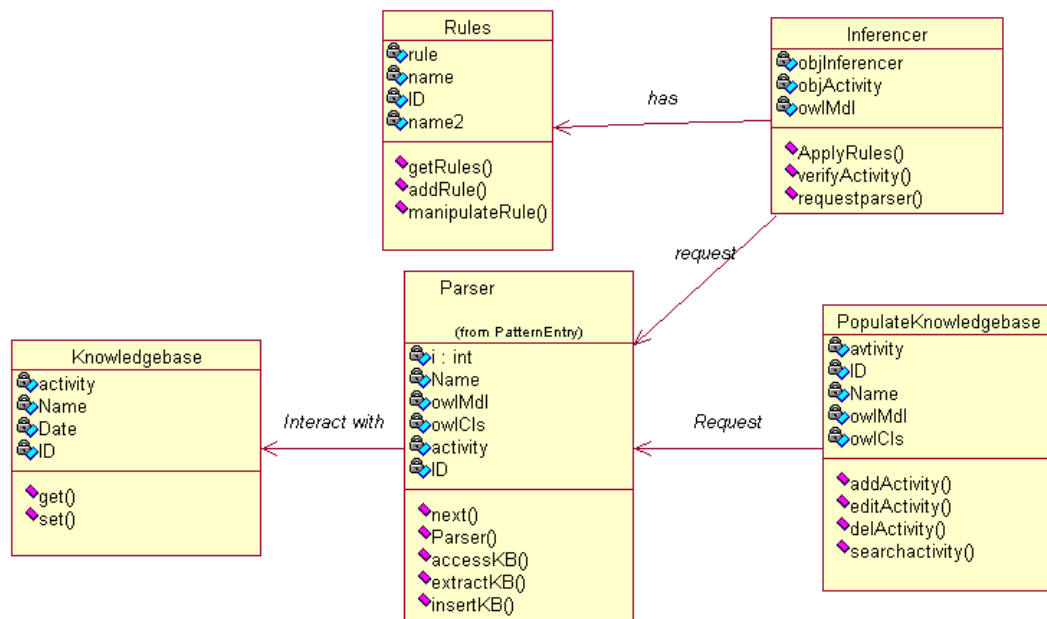 Rules
rule
name
ID
name2
getRules()
addRule()
manipulateRule()
has
Inferencer
objInferencer
objActivity
owlMdl
ApplyRules()
verifyActivity()
requestparser()
request
Parser
(from PatternEntry)
i : int
Name
owlMdl
owlCls
activity
ID
next()
Parser()
accessKB()
extractKB()
insertKB()
Knowledgebase
activity
Name
Date
ID
get()
set()
Interact with
Request
PopulateKnowledgebase
avtivity
ID
Name
owlMdl
owlCls
addActivity()
editActivity()
delActivity()
searchactivity()